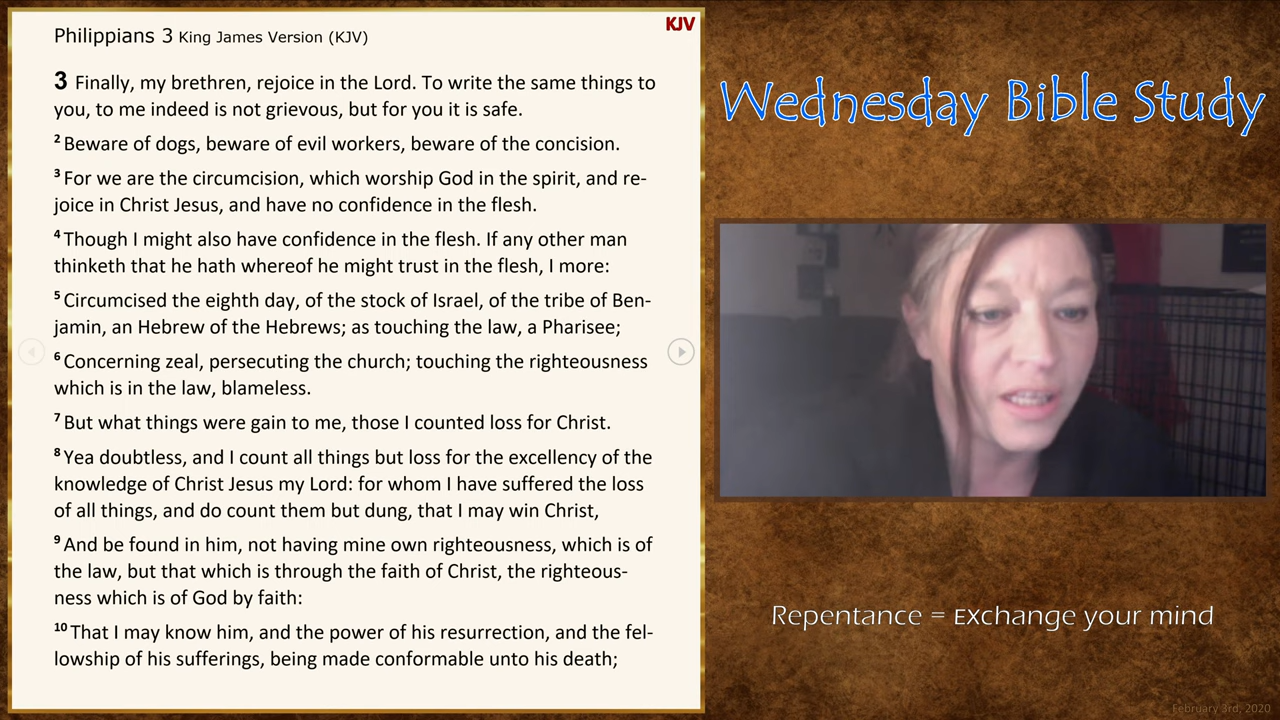 KJV
Philippians 3 King James Version (KJV)
3 Finally, my brethren, rejoice in the Lord. To write the same things to
you, to me indeed is not grievous, but for you it is safe.
2 Beware of dogs, beware of evil workers, beware of the concision.
3 For we are the circumcision, which worship God in the spirit, and re-
joice in Christ Jesus, and have no confidence in the flesh.
4 Though I might also have confidence in the flesh. If any other man
thinketh that he hath whereof he might trust in the flesh, I more:
5 Circumcised the eighth day, of the stock of Israel, of the tribe of Ben-
jamin, an Hebrew of the Hebrews; as touching the law, a Pharisee;
6 Concerning zeal, persecuting the church; touching the righteousness
which is in the law, blameless.
7 But what things were gain to me, those I counted loss for Christ.
8 Yea doubtless, and I count all things but loss for the excellency of the
knowledge of Christ Jesus my Lord: for whom I have suffered the loss
of all things, and do count them but dung, that I may win Christ,
9 And be found in him, not having mine own righteousness, which is of
the law, but that which is through the faith of Christ, the righteous-
ness which is of God by faith:
10 That I may know him, and the power of his resurrection, and the fel-
lowship of his sufferings, being made conformable unto his death;
Wednesday Bible Study
Repentance = EXchange your mind
February 3rd, 2020